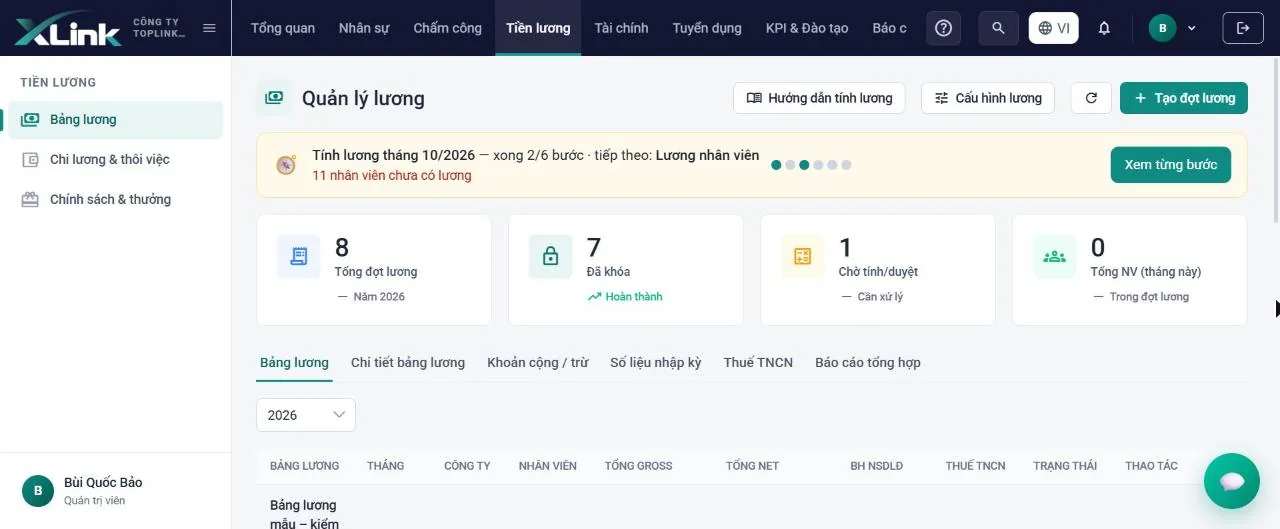 XLink
CÔNG TY
TOPLINK...
Tổng quan
Nhân sự
Chấm công
Tiền lương
Tài chính
Tuyển dụng
KPI & Đào tạo
Báo c
VI
B
TIỀN LƯƠNG
Bảng lương
Chi lương & thôi việc
Chính sách & thưởng
Quản lý lương
Hướng dẫn tính lương
Cấu hình lương
Tạo đợt lương
Tính lương tháng 10/2026 — xong 2/6 bước · tiếp theo: Lương nhân viên
11 nhân viên chưa có lương
Xem từng bước
8
Tổng đợt lương
— Năm 2026
7
Đã khóa
Hoàn thành
1
Chờ tính/duyệt
— Cần xử lý
0
Tổng NV (tháng này)
— Trong đợt lương
Bảng lương
Chi tiết bảng lương
Khoản cộng / trừ
Số liệu nhập kỳ
Thuế TNCN
Báo cáo tổng hợp
2026
BẢNG LƯƠNG
THÁNG
CÔNG TY
NHÂN VIÊN
TỔNG GROSS
TỔNG NET
BH NSDLĐ
THUẾ TNCN
TRẠNG THÁI
THAO TÁC
Bảng lương
mẫu – kiểm
B
Bùi Quốc Bảo
Quản trị viên